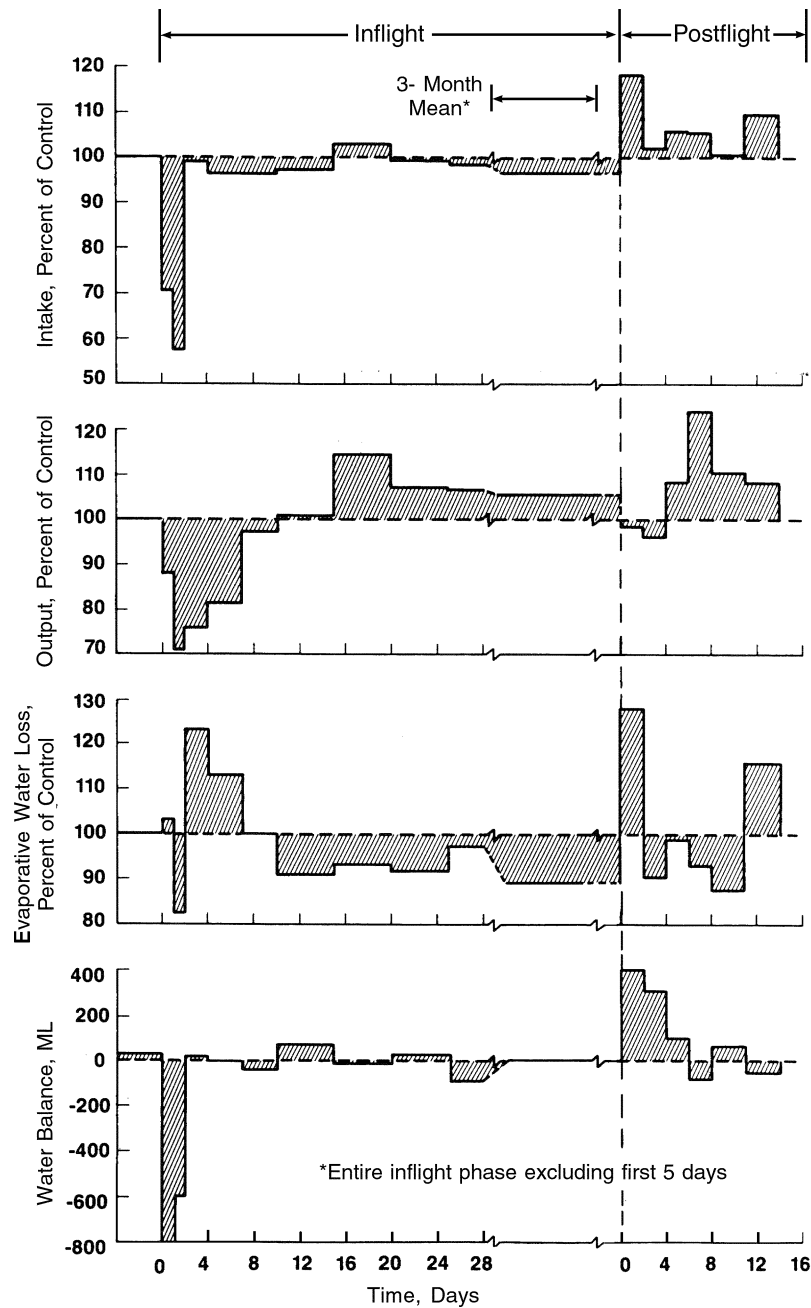 Inflight
Postflight
3- Month
Mean*
Intake, Percent of Control
120
110
100
90
80
70
60
50
Output, Percent of Control
120
110
100
90
80
70
Evaporative Water Loss,
Percent of Control
130
120
110
100
90
80
Water Balance, ML
400
200
0
-200
-400
-600
-800
*Entire inflight phase excluding first 5 days
0 4 8 12 16 20 24 28 0 4 8 12 16
Time, Days